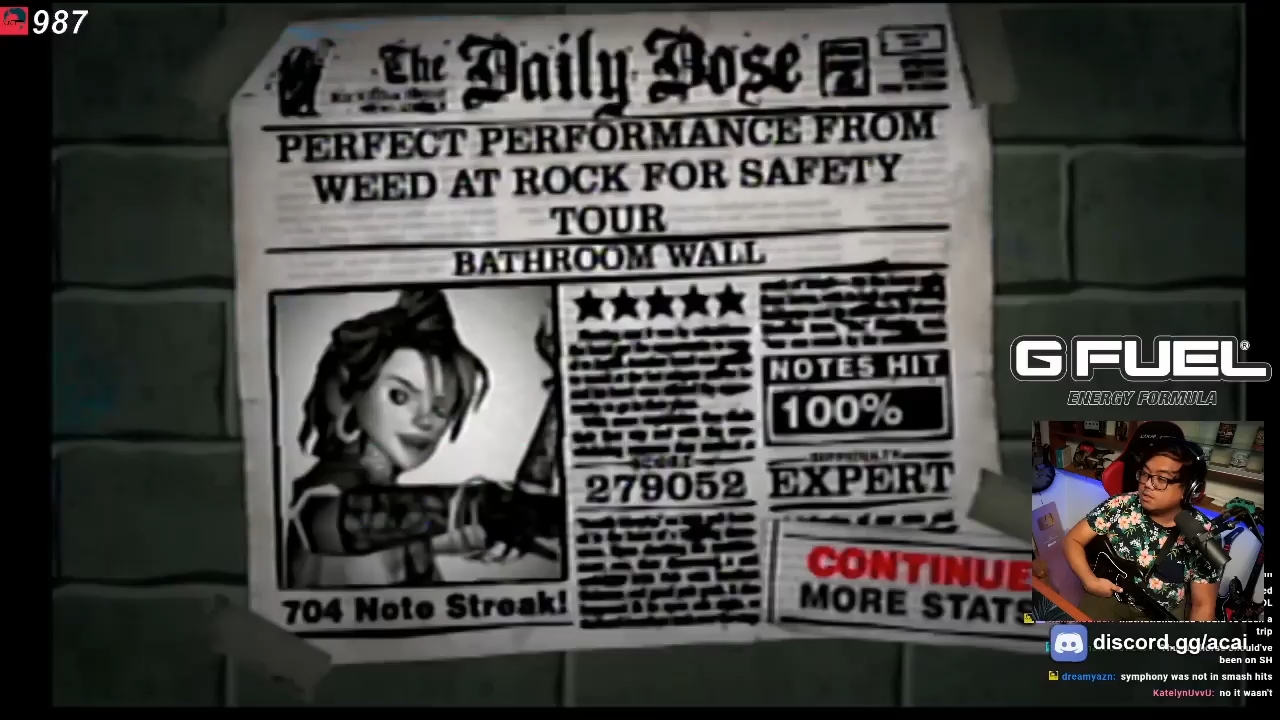 987
The Daily Dose
PERFECT PERFORMANCE FROM
WEED AT ROCK FOR SAFETY
TOUR
BATHROOM WALL
NOTES HIT
100%
279052
EXPERT
704 Note Streak!
CONTINUE
MORE STATS
G FUEL®
ENERGY FORMULA
discord.gg/acai
trip
been on SH
dreamyazn: symphony was not in smash hits
KatelynUvvU: no it wasn't